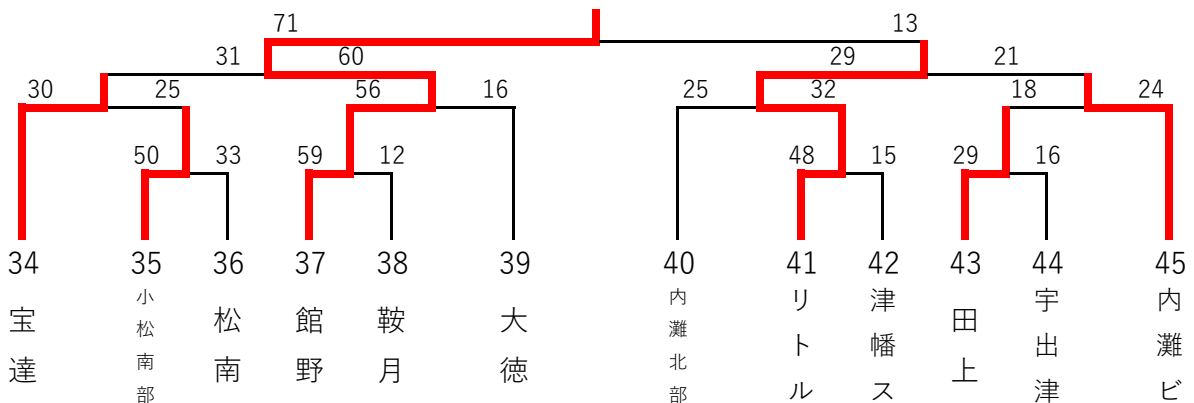 71 13
31 60 29 21
30 25 56 16 25 32 18 24
50 33 59 12 48 15 29 16
34 35 36 37 38 39 40 41 42 43 44 45
宝達
小松南部
松南
館野
鞍月
大徳
内灘北部
リトル
津幡ス
田上
宇出津
内灘ビ